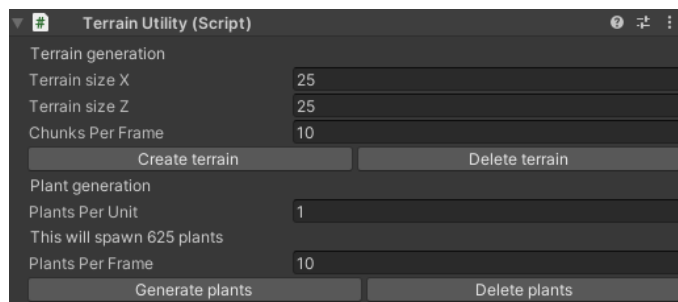 # Terrain Utility (Script)
Terrain generation
Terrain size X 25
Terrain size Z 25
Chunks Per Frame 10
Create terrain Delete terrain
Plant generation
Plants Per Unit 1
This will spawn 625 plants
Plants Per Frame 10
Generate plants Delete plants